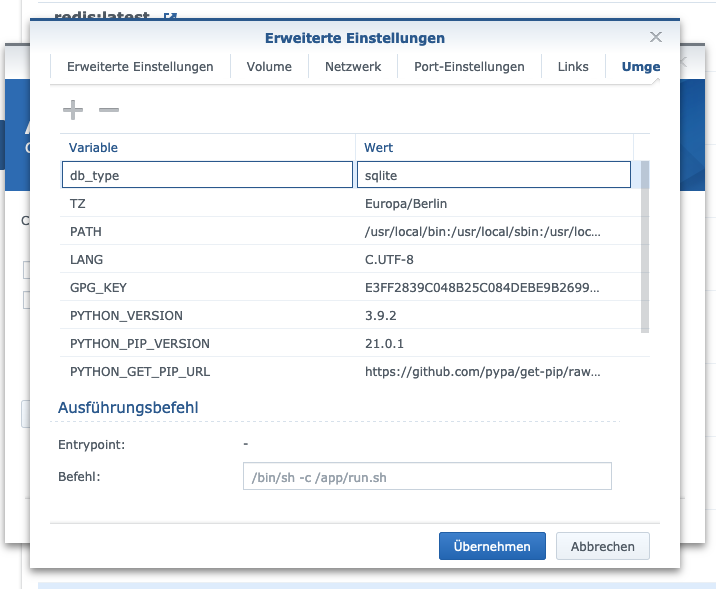 redis:latest
Erweiterte Einstellungen
Erweiterte Einstellungen Volume Netzwerk Port-Einstellungen Links Umge
Variable Wert
db_type sqlite
TZ Europa/Berlin
PATH /usr/local/bin:/usr/local/sbin:/usr/loc...
LANG C.UTF-8
GPG_KEY E3FF2839C048B25C084DEBE9B2699...
PYTHON_VERSION 3.9.2
PYTHON_PIP_VERSION 21.0.1
PYTHON_GET_PIP_URL https://github.com/pypa/get-pip/raw...
Ausführungsbefehl
Entrypoint: -
Befehl: /bin/sh -c /app/run.sh
Übernehmen Abbrechen